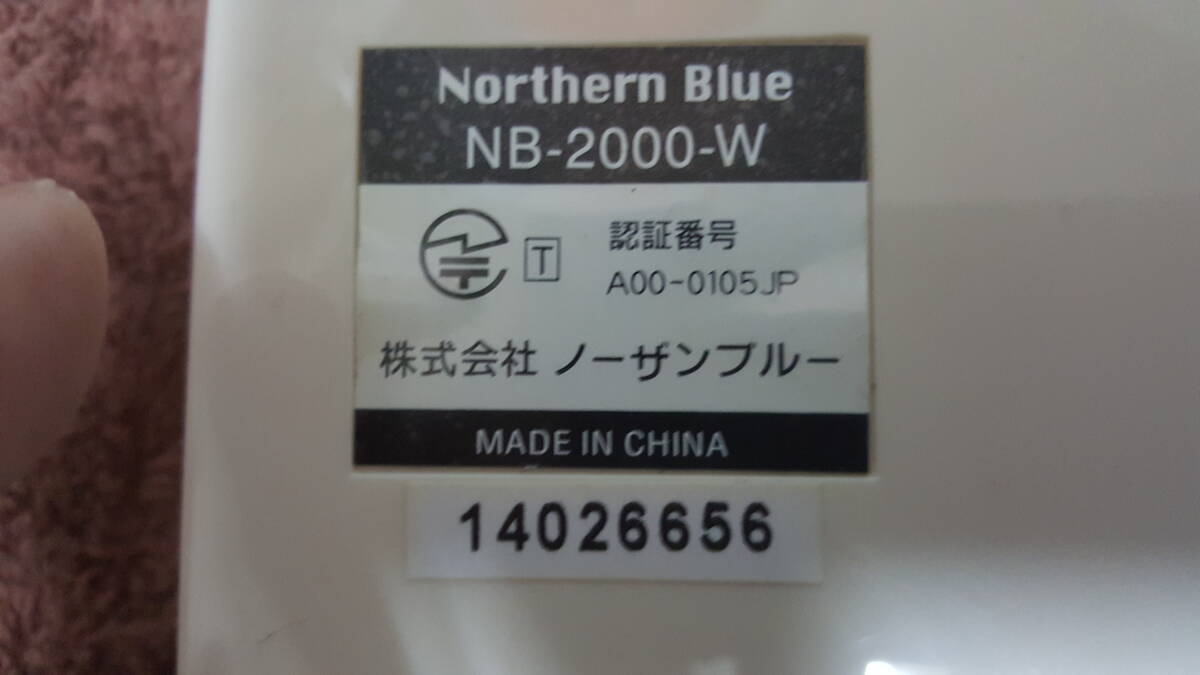 Northern Blue
NB-2000-W
T 認証番号
A00-0105JP
株式会社 ノーザンブルー
MADE IN CHINA
14026656